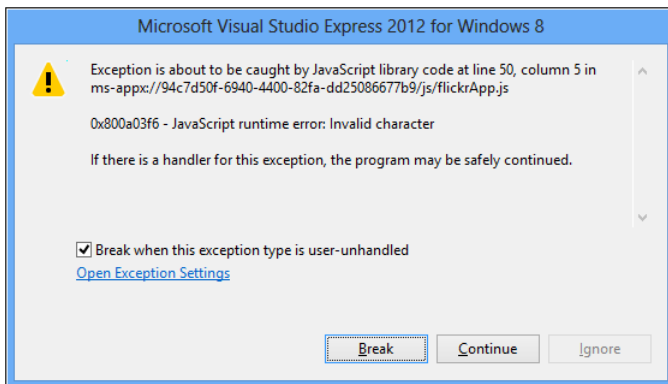 Microsoft Visual Studio Express 2012 for Windows 8
Exception is about to be caught by JavaScript library code at line 50, column 5 in
ms-appx://94c7d50f-6940-4400-82fa-dd25086677b9/js/flickrApp.js
0x800a03f6 - JavaScript runtime error: Invalid character
If there is a handler for this exception, the program may be safely continued.
Break when this exception type is user-unhandled
Open Exception Settings
Break Continue Ignore